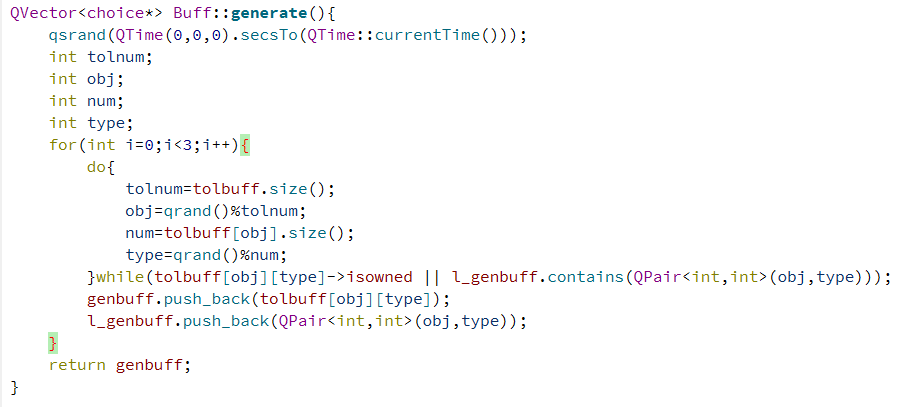 QVector<choice*> Buff::generate(){
    qsrand(QTime(0,0,0).secsTo(QTime::currentTime()));
    int tolnum;
    int obj;
    int num;
    int type;
    for(int i=0;i<3;i++){
        do{
            tolnum=tolbuff.size();
            obj=qrand()%tolnum;
            num=tolbuff[obj].size();
            type=qrand()%num;
        }while(tolbuff[obj][type]->isowned || l_genbuff.contains(QPair<int,int>(obj,type)));
        genbuff.push_back(tolbuff[obj][type]);
        l_genbuff.push_back(QPair<int,int>(obj,type));
    }
    return genbuff;
}